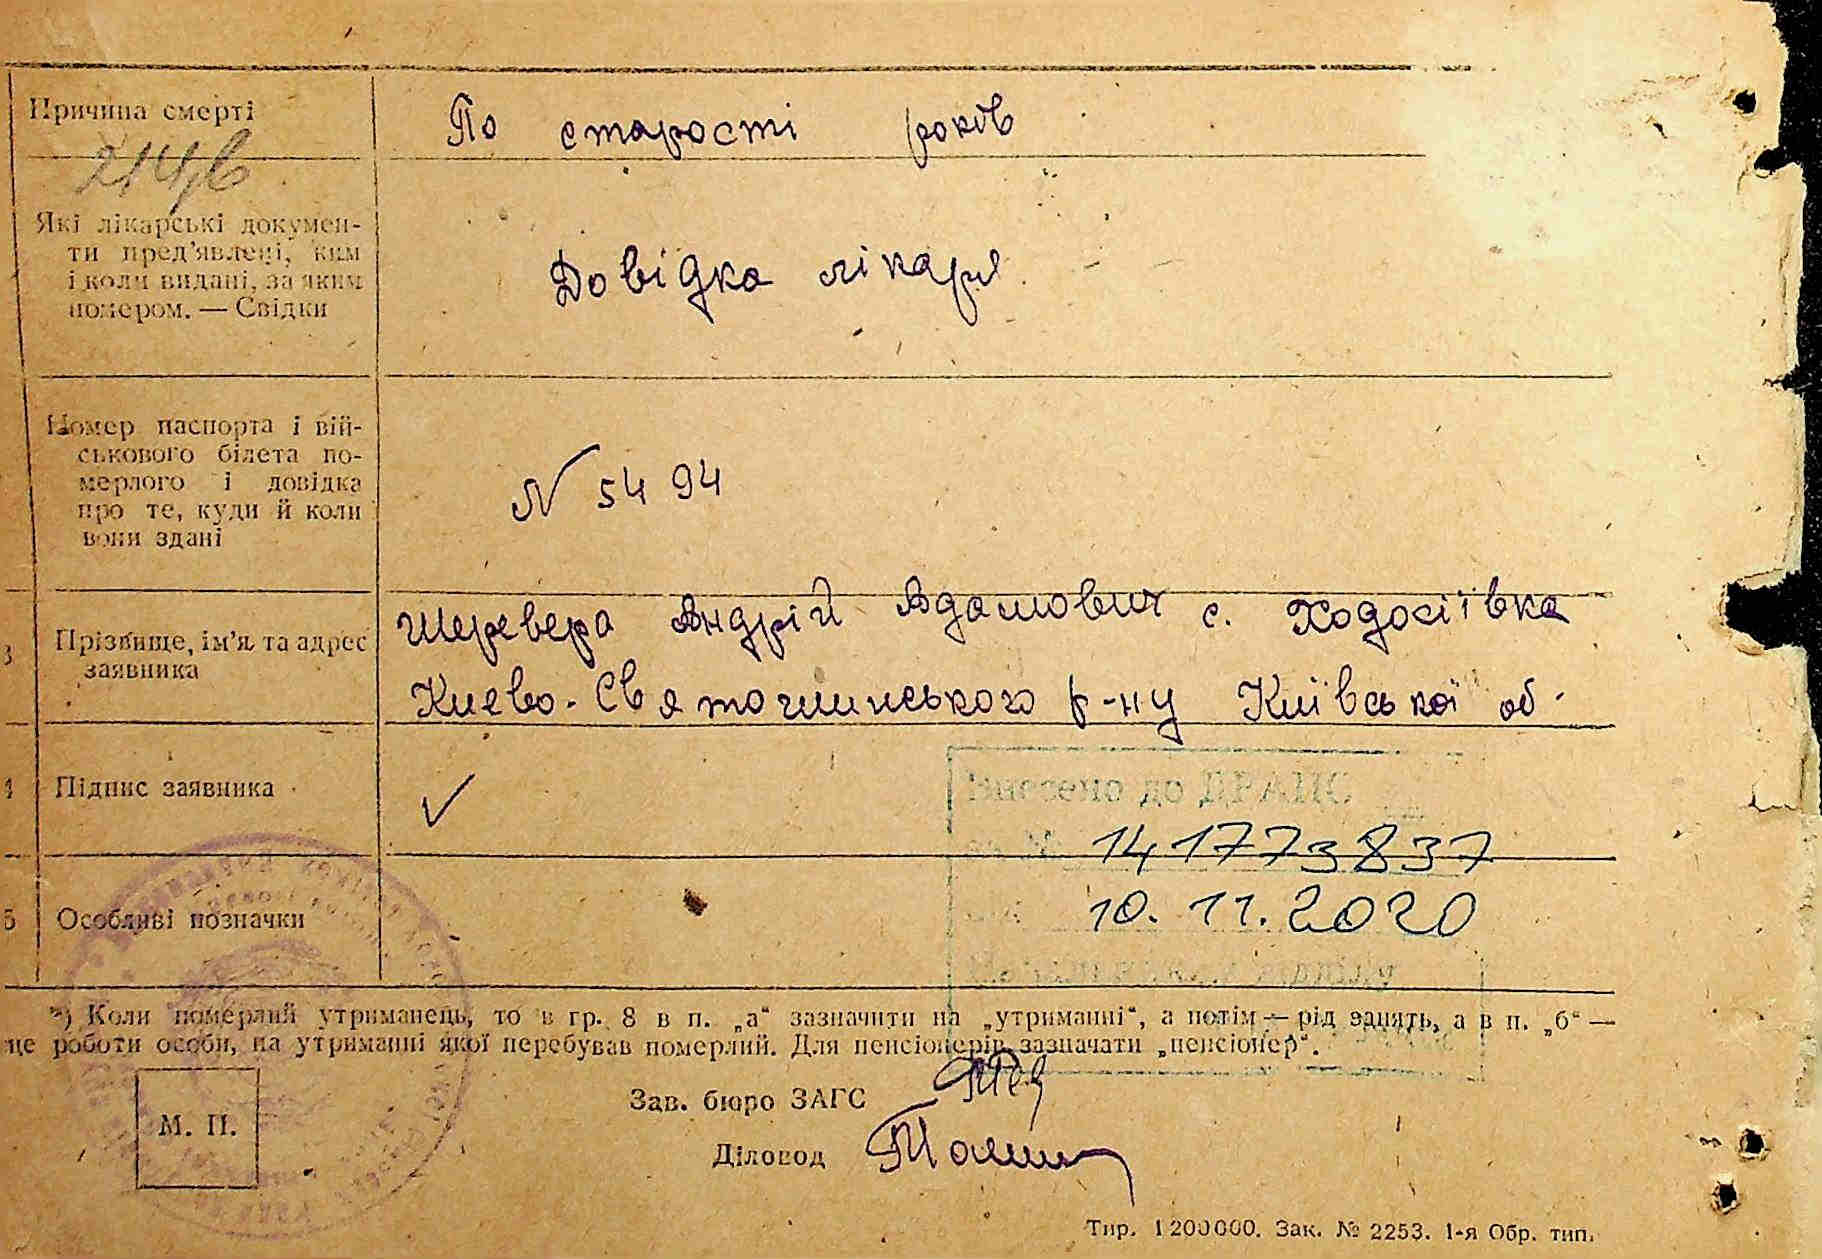 Причина смерті
По старості років
Які лікарські докумен-
ти пред'явлені, ким
і коли видані, за яким
номером. — Свідки
Довідка лікаря
Номер паспорта і вій-
ськового білета по-
мерлого і довідка
про те, куди й коли
вони здані
N 5494
3
Прізвище, ім'я та адрес
заявника
Шеревера Андрій Адамович с. Ходосіївка
Києво-Святошинського р-ну Київської об.
4
Підпис заявника
✓
Внесено до ДРАЦС
за № 141773837
10.11.2020
5
Особливі позначки
*) Коли померлий утриманець, то в гр. 8 в п. „а“ зазначити на „утриманні“, а потім — рід занять, а в п. „б“ —
це роботи особи, на утриманні якої перебував померлий. Для пенсіонерів зазначати „пенсіонер“.
Зав. бюро ЗАГС
М. П.
Діловод
Тир. 1200000. Зак. № 2253. 1-я Обр. тип.